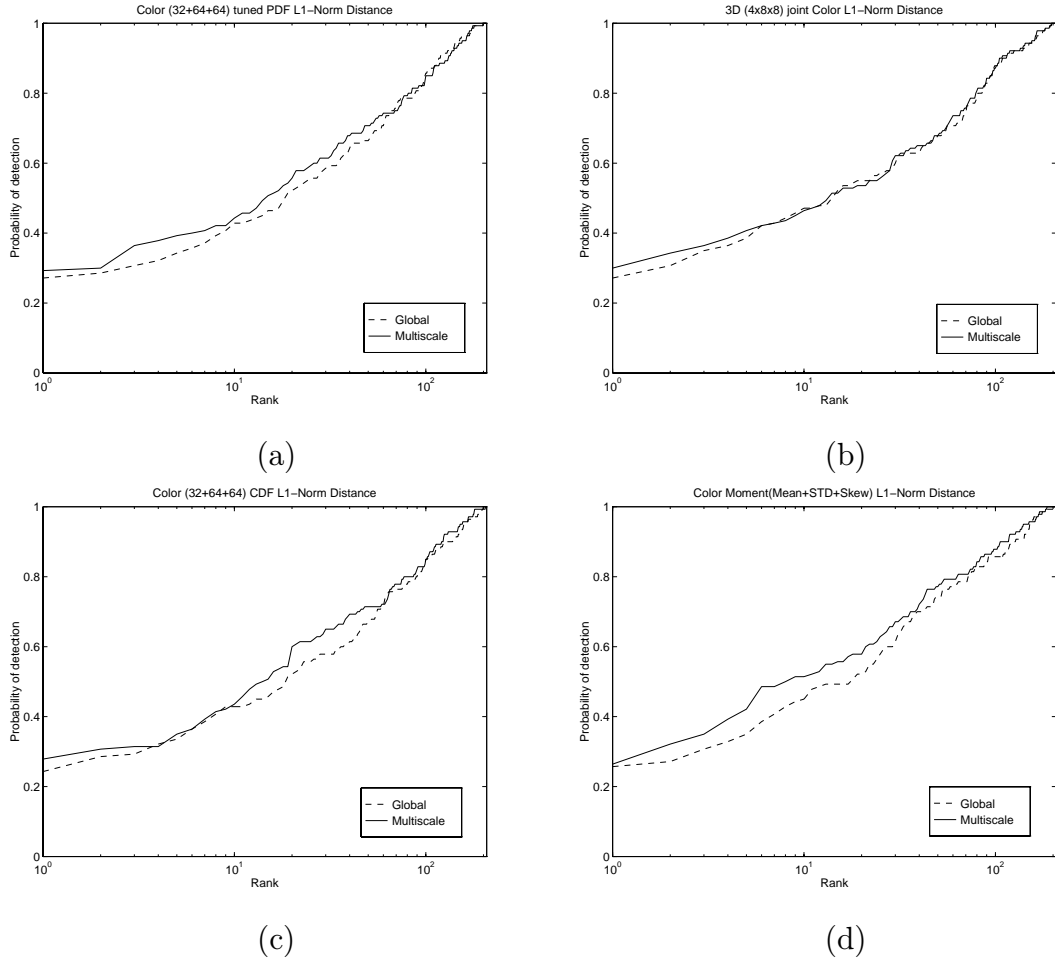 Color (32+64+64) tuned PDF L1−Norm Distance
1
0.8
0.6
0.4
0.2
0
Probability of detection
Global
Multiscale
10^0
10^1
10^2
Rank
(a)
3D (4x8x8) joint Color L1−Norm Distance
1
0.8
0.6
0.4
0.2
0
Probability of detection
Global
Multiscale
10^0
10^1
10^2
Rank
(b)
Color (32+64+64) CDF L1−Norm Distance
1
0.8
0.6
0.4
0.2
0
Probability of detection
Global
Multiscale
10^0
10^1
10^2
Rank
(c)
Color Moment(Mean+STD+Skew) L1−Norm Distance
1
0.8
0.6
0.4
0.2
0
Probability of detection
Global
Multiscale
10^0
10^1
10^2
Rank
(d)